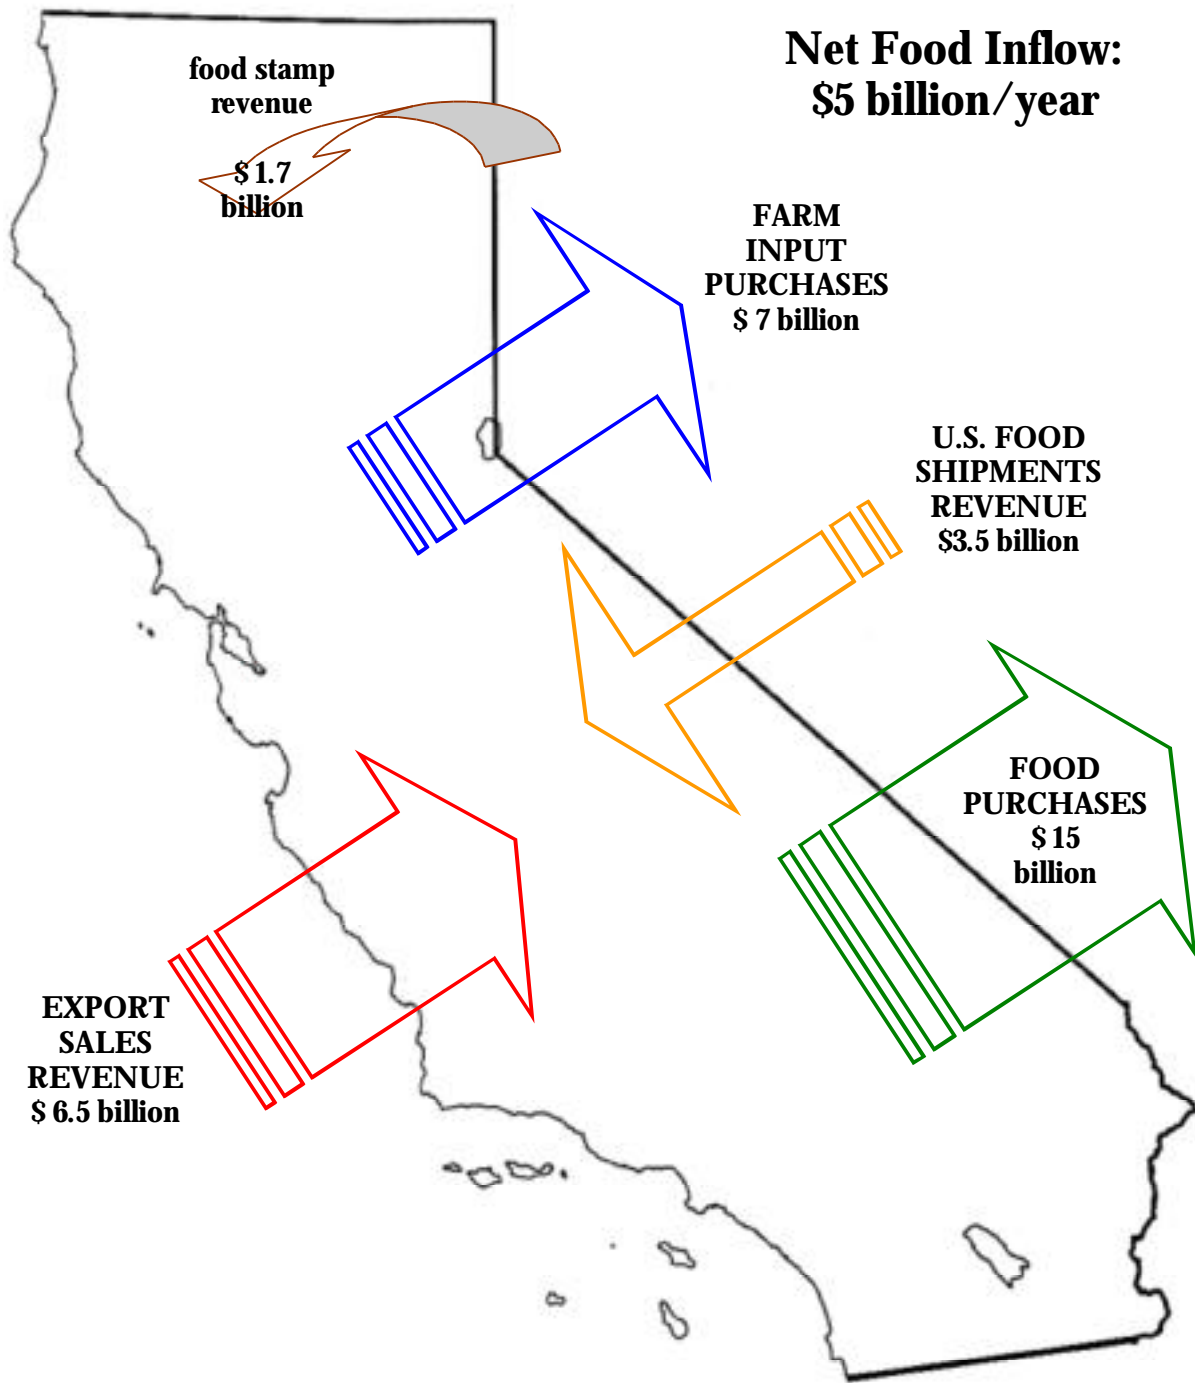 Net Food Inflow:
$5 billion/year
food stamp
revenue
$ 1.7
billion
FARM
INPUT
PURCHASES
$ 7 billion
U.S. FOOD
SHIPMENTS
REVENUE
$3.5 billion
FOOD
PURCHASES
$ 15
billion
EXPORT
SALES
REVENUE
$ 6.5 billion